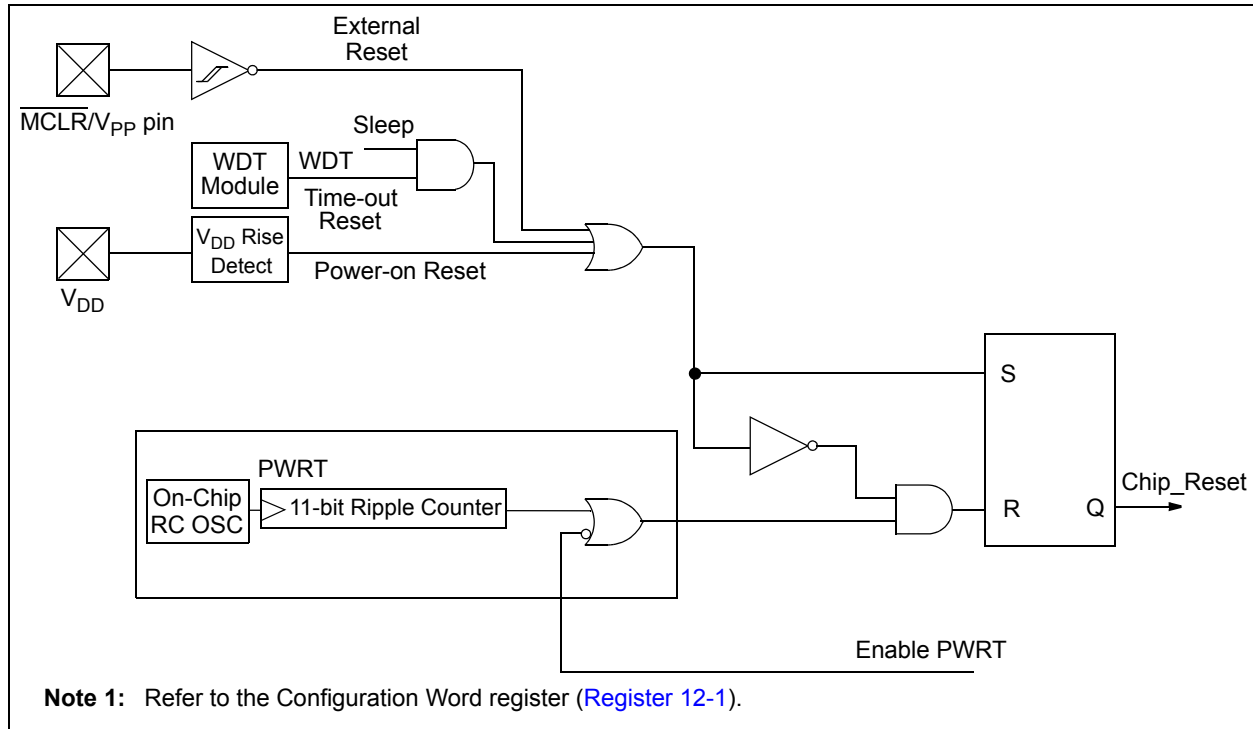 External
Reset
MCLR/VPP pin
Sleep
WDT
Module
WDT
Time-out
Reset
VDD Rise
Detect
Power-on Reset
VDD
S
PWRT
On-Chip
RC OSC
11-bit Ripple Counter
R
Q
Chip_Reset
Enable PWRT
Note 1: Refer to the Configuration Word register (Register 12-1).